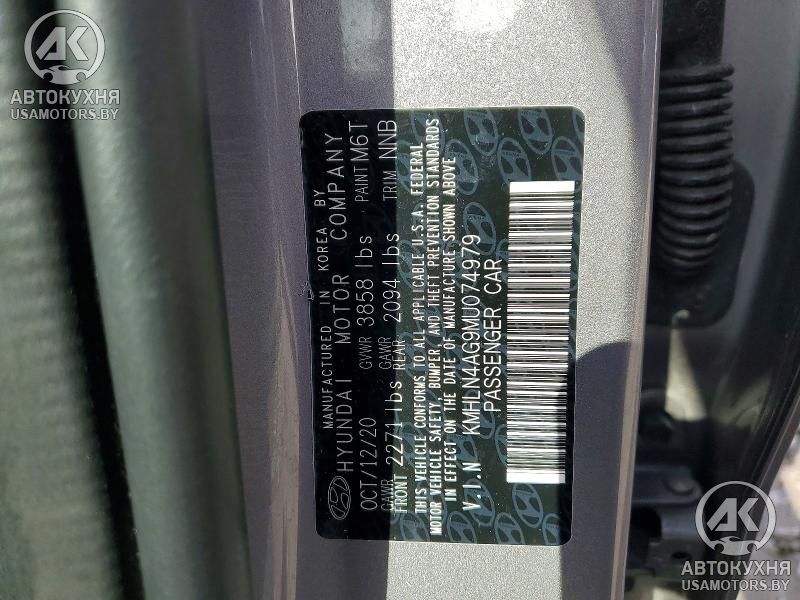 AK
АВТОКУХНЯ
USAMOTORS.BY
MANUFACTURED IN KOREA BY
HYUNDAI MOTOR COMPANY
OCT/12/20 GVWR 3858 lbs PAINT M6T
GAWR FRONT 2271 lbs GAWR REAR 2094 lbs TRIM NNB
THIS VEHICLE CONFORMS TO ALL APPLICABLE U.S.A. FEDERAL
MOTOR VEHICLE SAFETY, BUMPER, AND THEFT PREVENTION STANDARDS
IN EFFECT ON THE DATE OF MANUFACTURE SHOWN ABOVE
V.I.N KMHLN4AG9MU074979
PASSENGER CAR
AK
АВТОКУХНЯ
USAMOTORS.BY